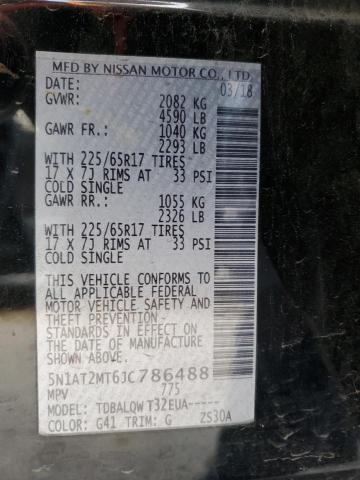 MFD BY NISSAN MOTOR CO., LTD.
DATE: 03/18
GVWR: 2082 KG
4590 LB
GAWR FR.: 1040 KG
2293 LB
WITH 225/65R17 TIRES
17 X 7J RIMS AT 33 PSI
COLD SINGLE
GAWR RR.: 1055 KG
2326 LB
WITH 225/65R17 TIRES
17 X 7J RIMS AT 33 PSI
COLD SINGLE
THIS VEHICLE CONFORMS TO
ALL APPLICABLE FEDERAL
MOTOR VEHICLE SAFETY AND
THEFT PREVENTION
STANDARDS IN EFFECT ON
THE DATE OF MANUFACTURE
SHOWN ABOVE.
5N1AT2MT6JC786488
MPV 775
MODEL: TDBALQWT32EUA-----
COLOR: G41 TRIM: G ZS30A